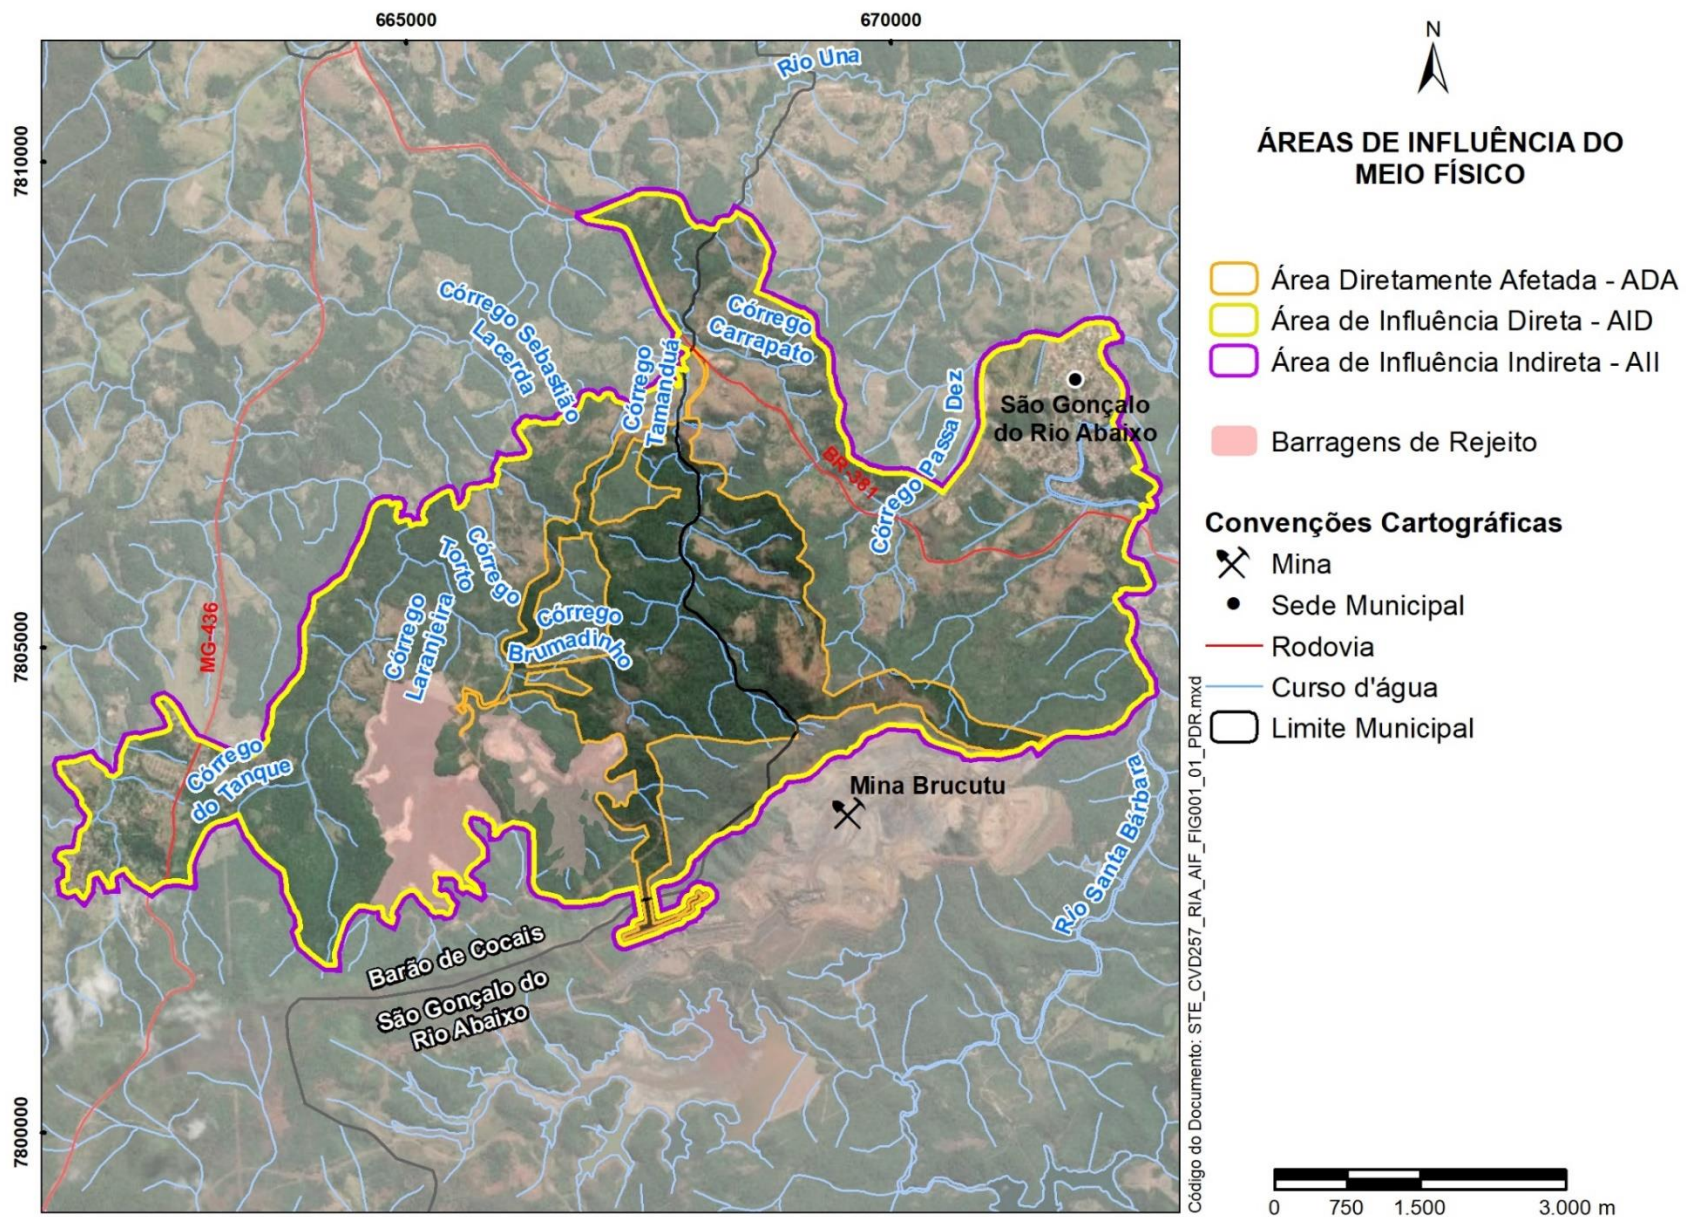 665000
670000
7810000
7805000
7800000
Rio Una
Córrego Sebastião
Lacerda
Córrego
Tamanduá
Córrego
Carrapato
Córrego Passa Dez
São Gonçalo
do Rio Abaixo
BR-381
MG-436
Córrego
Torto
Córrego
Laranjeira
Córrego
Brumadinho
Córrego
do Tanque
Mina Brucutu
Rio Santa Bárbara
Barão de Cocais
São Gonçalo do
Rio Abaixo
Código do Documento: STE_CVD257_RIA_AIF_FIG001_01_PDR.mxd
N
ÁREAS DE INFLUÊNCIA DO
MEIO FÍSICO
Área Diretamente Afetada - ADA
Área de Influência Direta - AID
Área de Influência Indireta - AII
Barragens de Rejeito
Convenções Cartográficas
Mina
Sede Municipal
Rodovia
Curso d'água
Limite Municipal
0 750 1.500 3.000 m